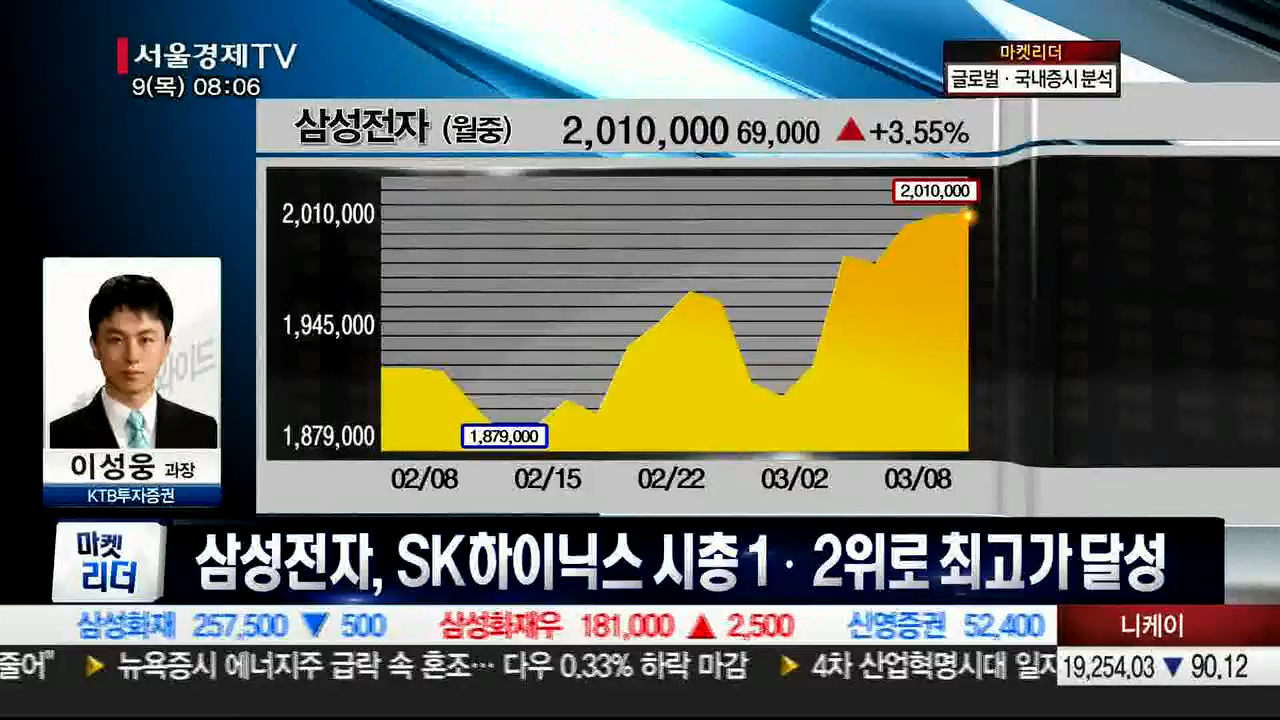 서울경제TV
9(목) 08:06
마켓리더
글로벌 · 국내증시 분석
삼성전자 (월중) 2,010,000 69,000 ▲+3.55%
2,010,000
2,010,000
1,945,000
1,879,000
1,879,000
02/08 02/15 02/22 03/02 03/08
이성웅 과장
KTB투자증권
마켓
리더
삼성전자, SK하이닉스 시총 1 · 2위로 최고가 달성
삼성화재 257,500 ▼ 500 삼성화재우 181,000 ▲ 2,500 신영증권 52,400
니케이
줄어" ▶ 뉴욕증시 에너지주 급락 속 혼조… 다우 0.33% 하락 마감 ▶ 4차 산업혁명시대 일자
19,254.03 ▼ 90.12